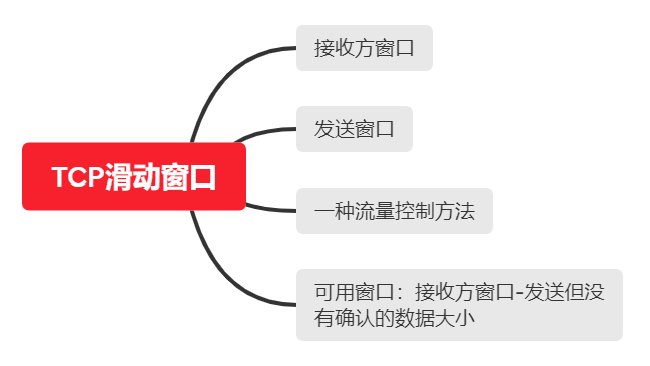 接收方窗口
发送窗口
TCP滑动窗口
一种流量控制方法
可用窗口：接收方窗口-发送但没
有确认的数据大小